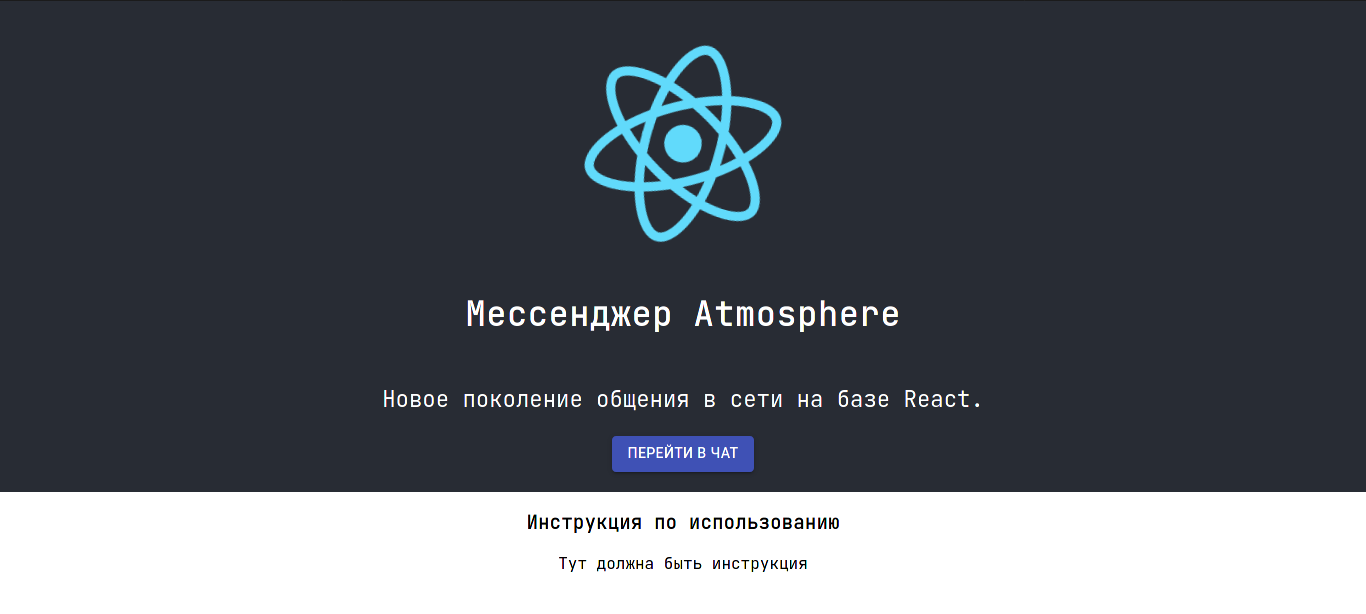 Мессенджер Atmosphere
Новое поколение общения в сети на базе React.
ПЕРЕЙТИ В ЧАТ
Инструкция по использованию
Тут должна быть инструкция